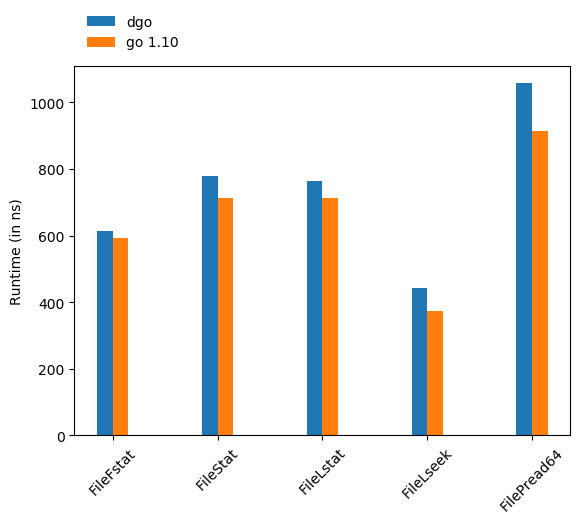 dgo
go 1.10
Runtime (in ns)
1000
800
600
400
200
0
FileFstat
FileStat
FileLstat
FileLseek
FilePread64